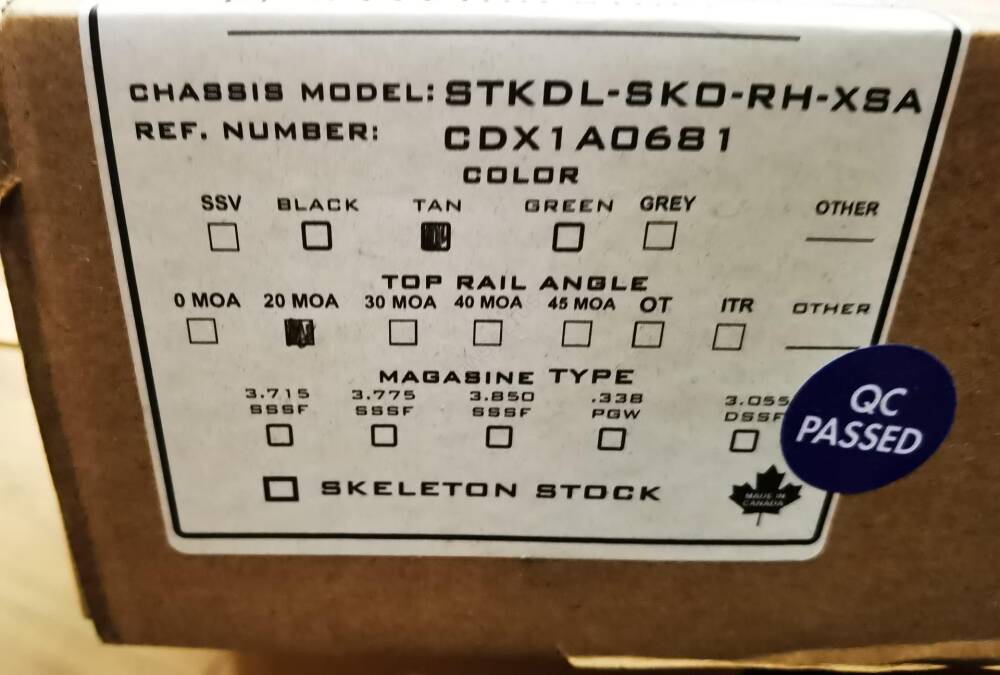 CHASSIS MODEL: STKDL-SKO-RH-XSA
REF. NUMBER: CDX1A0681
COLOR
SSV BLACK TAN GREEN GREY OTHER
TOP RAIL ANGLE
0 MOA 20 MOA 30 MOA 40 MOA 45 MOA OT ITR OTHER
MAGASINE TYPE
3.715 3.775 3.850 .338 3.055
SSSF SSSF SSSF PGW DSSF
QC
PASSED
SKELETON STOCK
MADE IN
CANADA